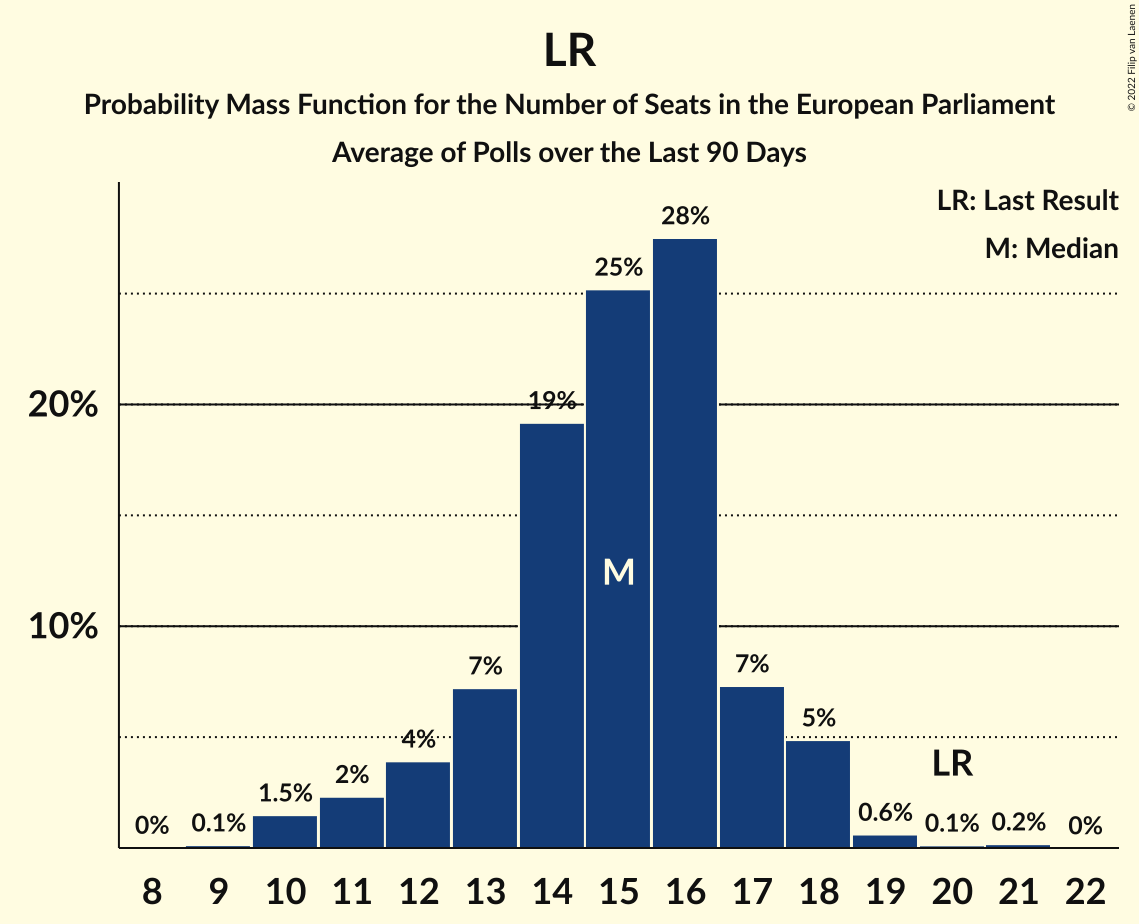 LR
Probability Mass Function for the Number of Seats in the European Parliament
Average of Polls over the Last 90 Days
© 2022 Filip van Laenen
LR: Last Result
M: Median
28%
25%
20%
19%
M
10%
7%
7%
5%
4%
LR
2%
1.5%
0.6%
0%
0.1%
0.1%
0.2%
0%
8 9 10 11 12 13 14 15 16 17 18 19 20 21 22